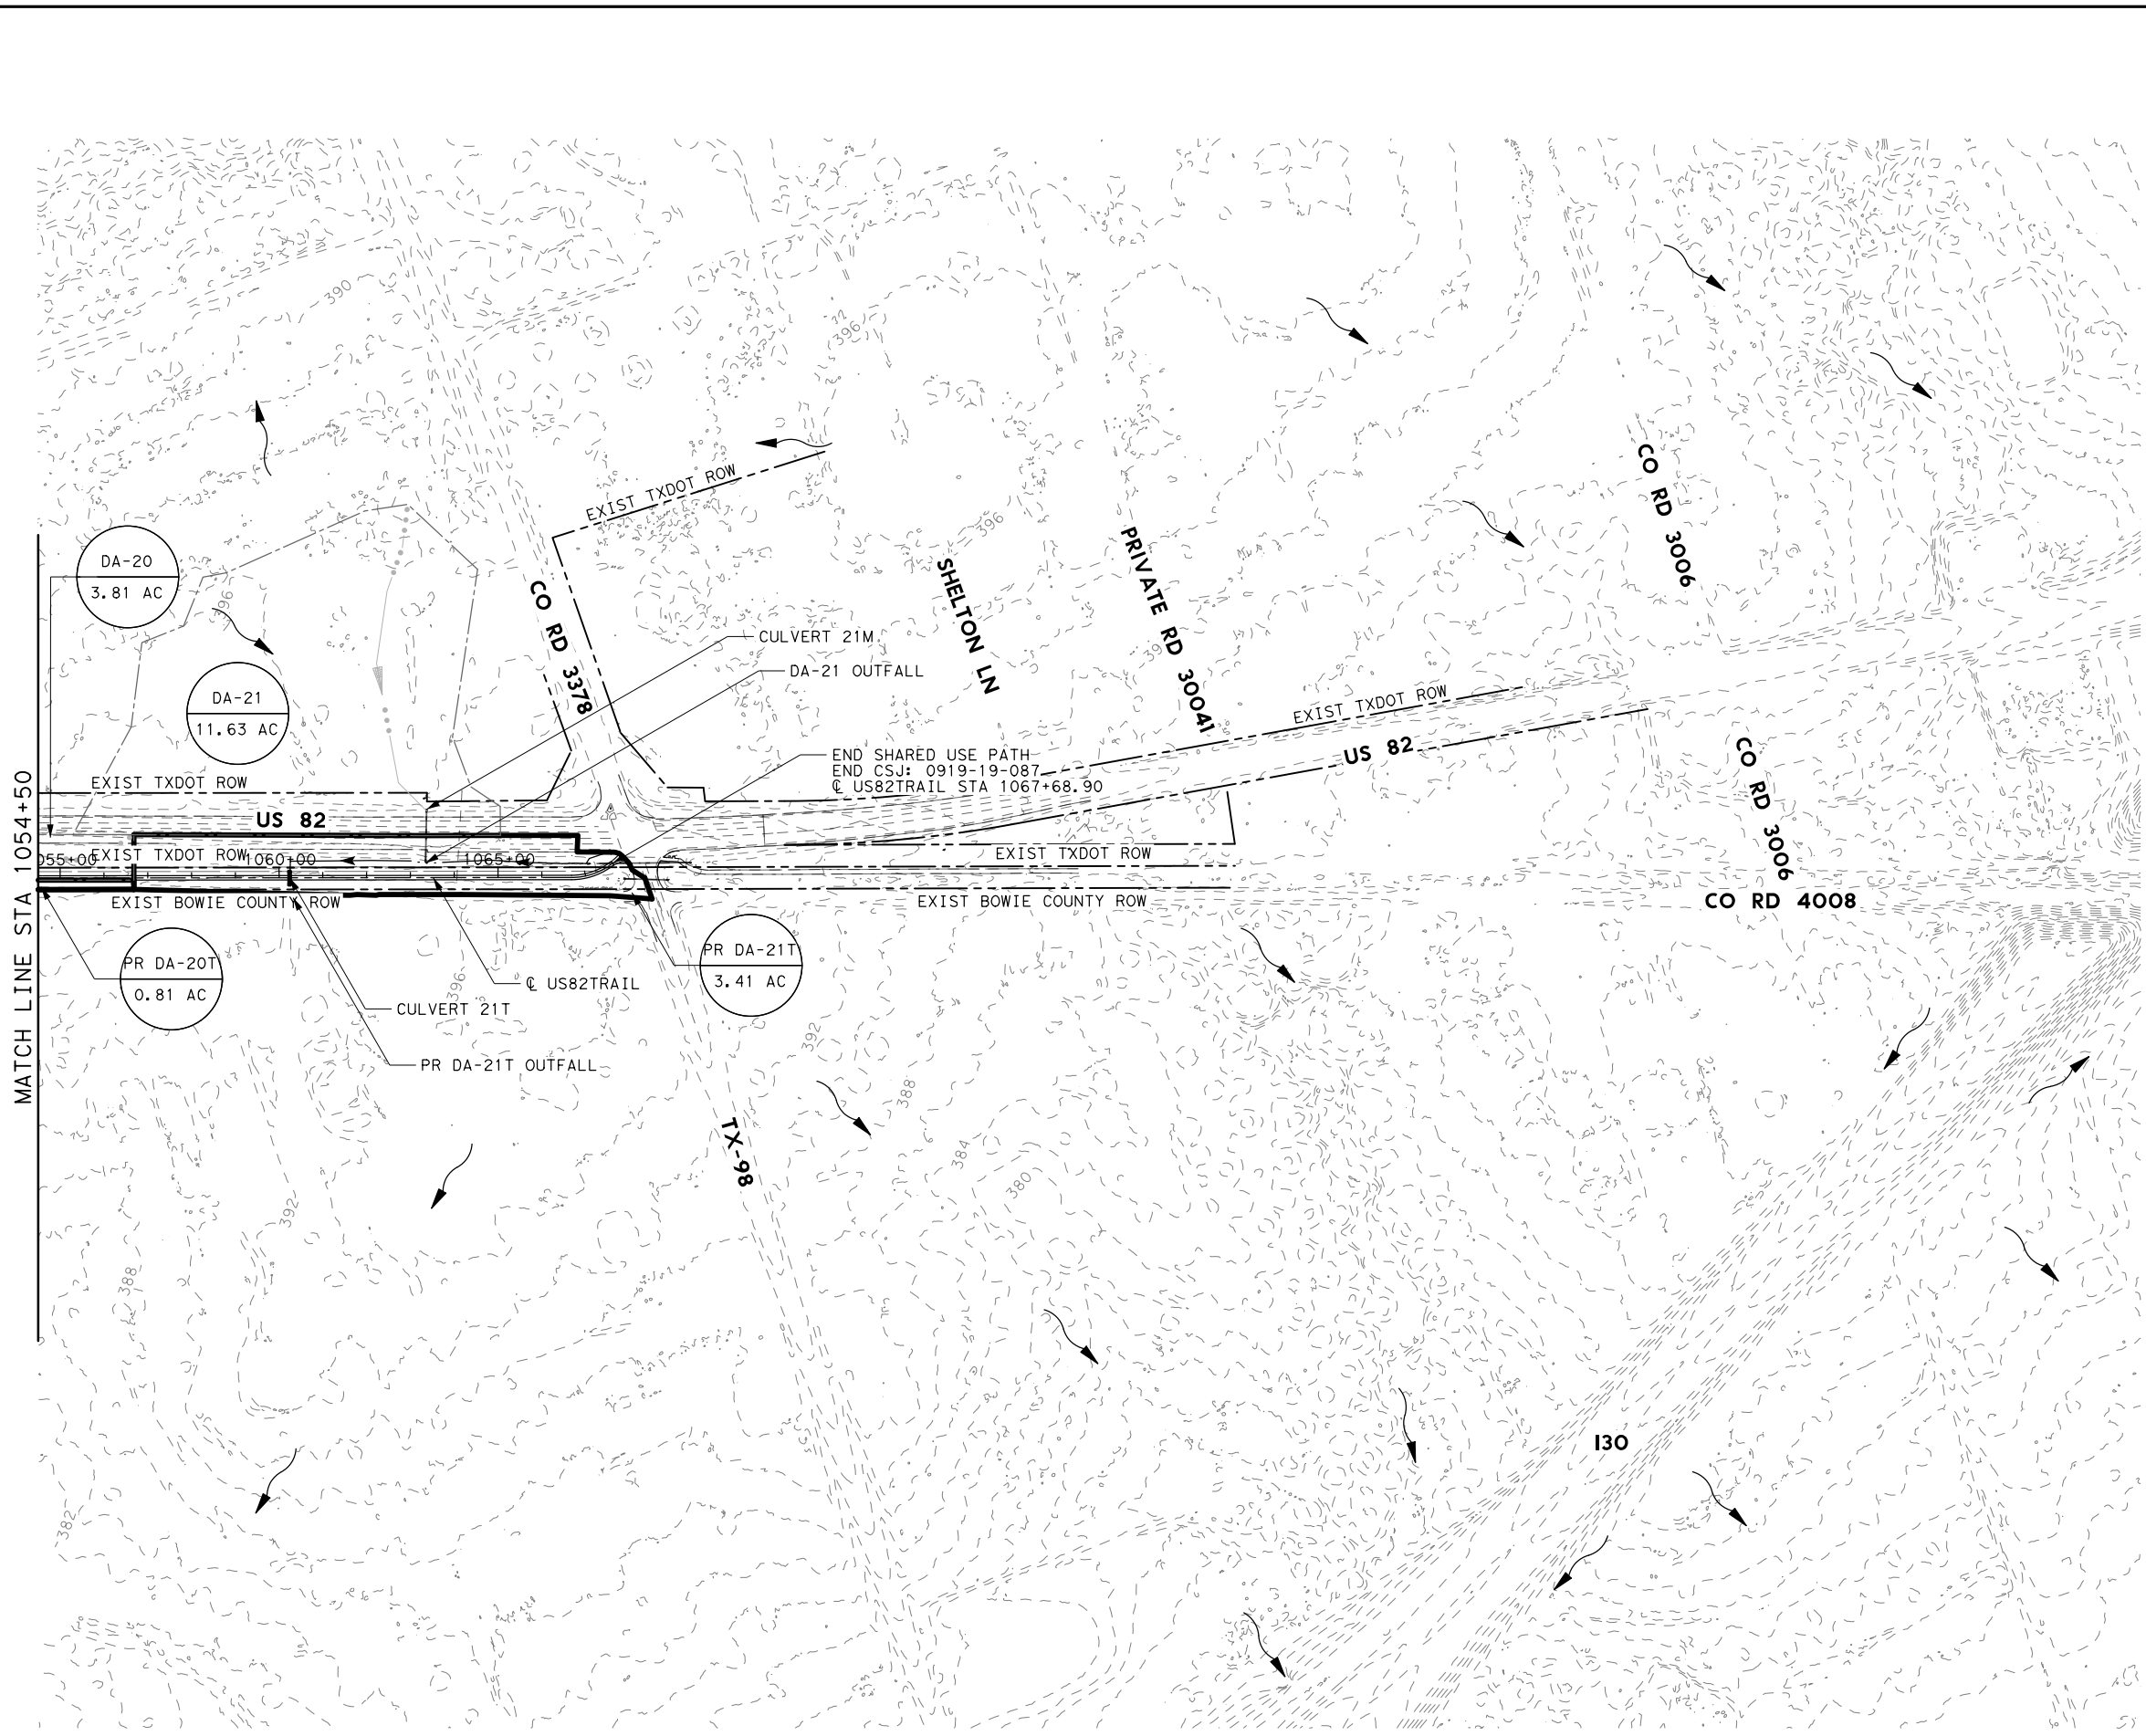 390
396
32
EXIST TXDOT ROW
396
DA-20
3.81 AC
396
CO RD 3378
SHELTON LN
PRIVATE RD 30041
CO RD 3006
CULVERT 21M
DA-21 OUTFALL
DA-21
11.63 AC
EXIST TXDOT ROW
US 82
END SHARED USE PATH
END CSJ: 0919-19-087
℄ US82TRAIL STA 1067+68.90
EXIST TXDOT ROW
US 82
CO RD 3006
MATCH LINE STA 1054+50
EXIST TXDOT ROW
055+00
1060+00
1065+00
EXIST TXDOT ROW
EXIST BOWIE COUNTY ROW
EXIST BOWIE COUNTY ROW
CO RD 4008
PR DA-20T
0.81 AC
PR DA-21T
3.41 AC
℄ US82TRAIL
396
CULVERT 21T
PR DA-21T OUTFALL
392
388
384
380
TX-98
392
388
382
I30